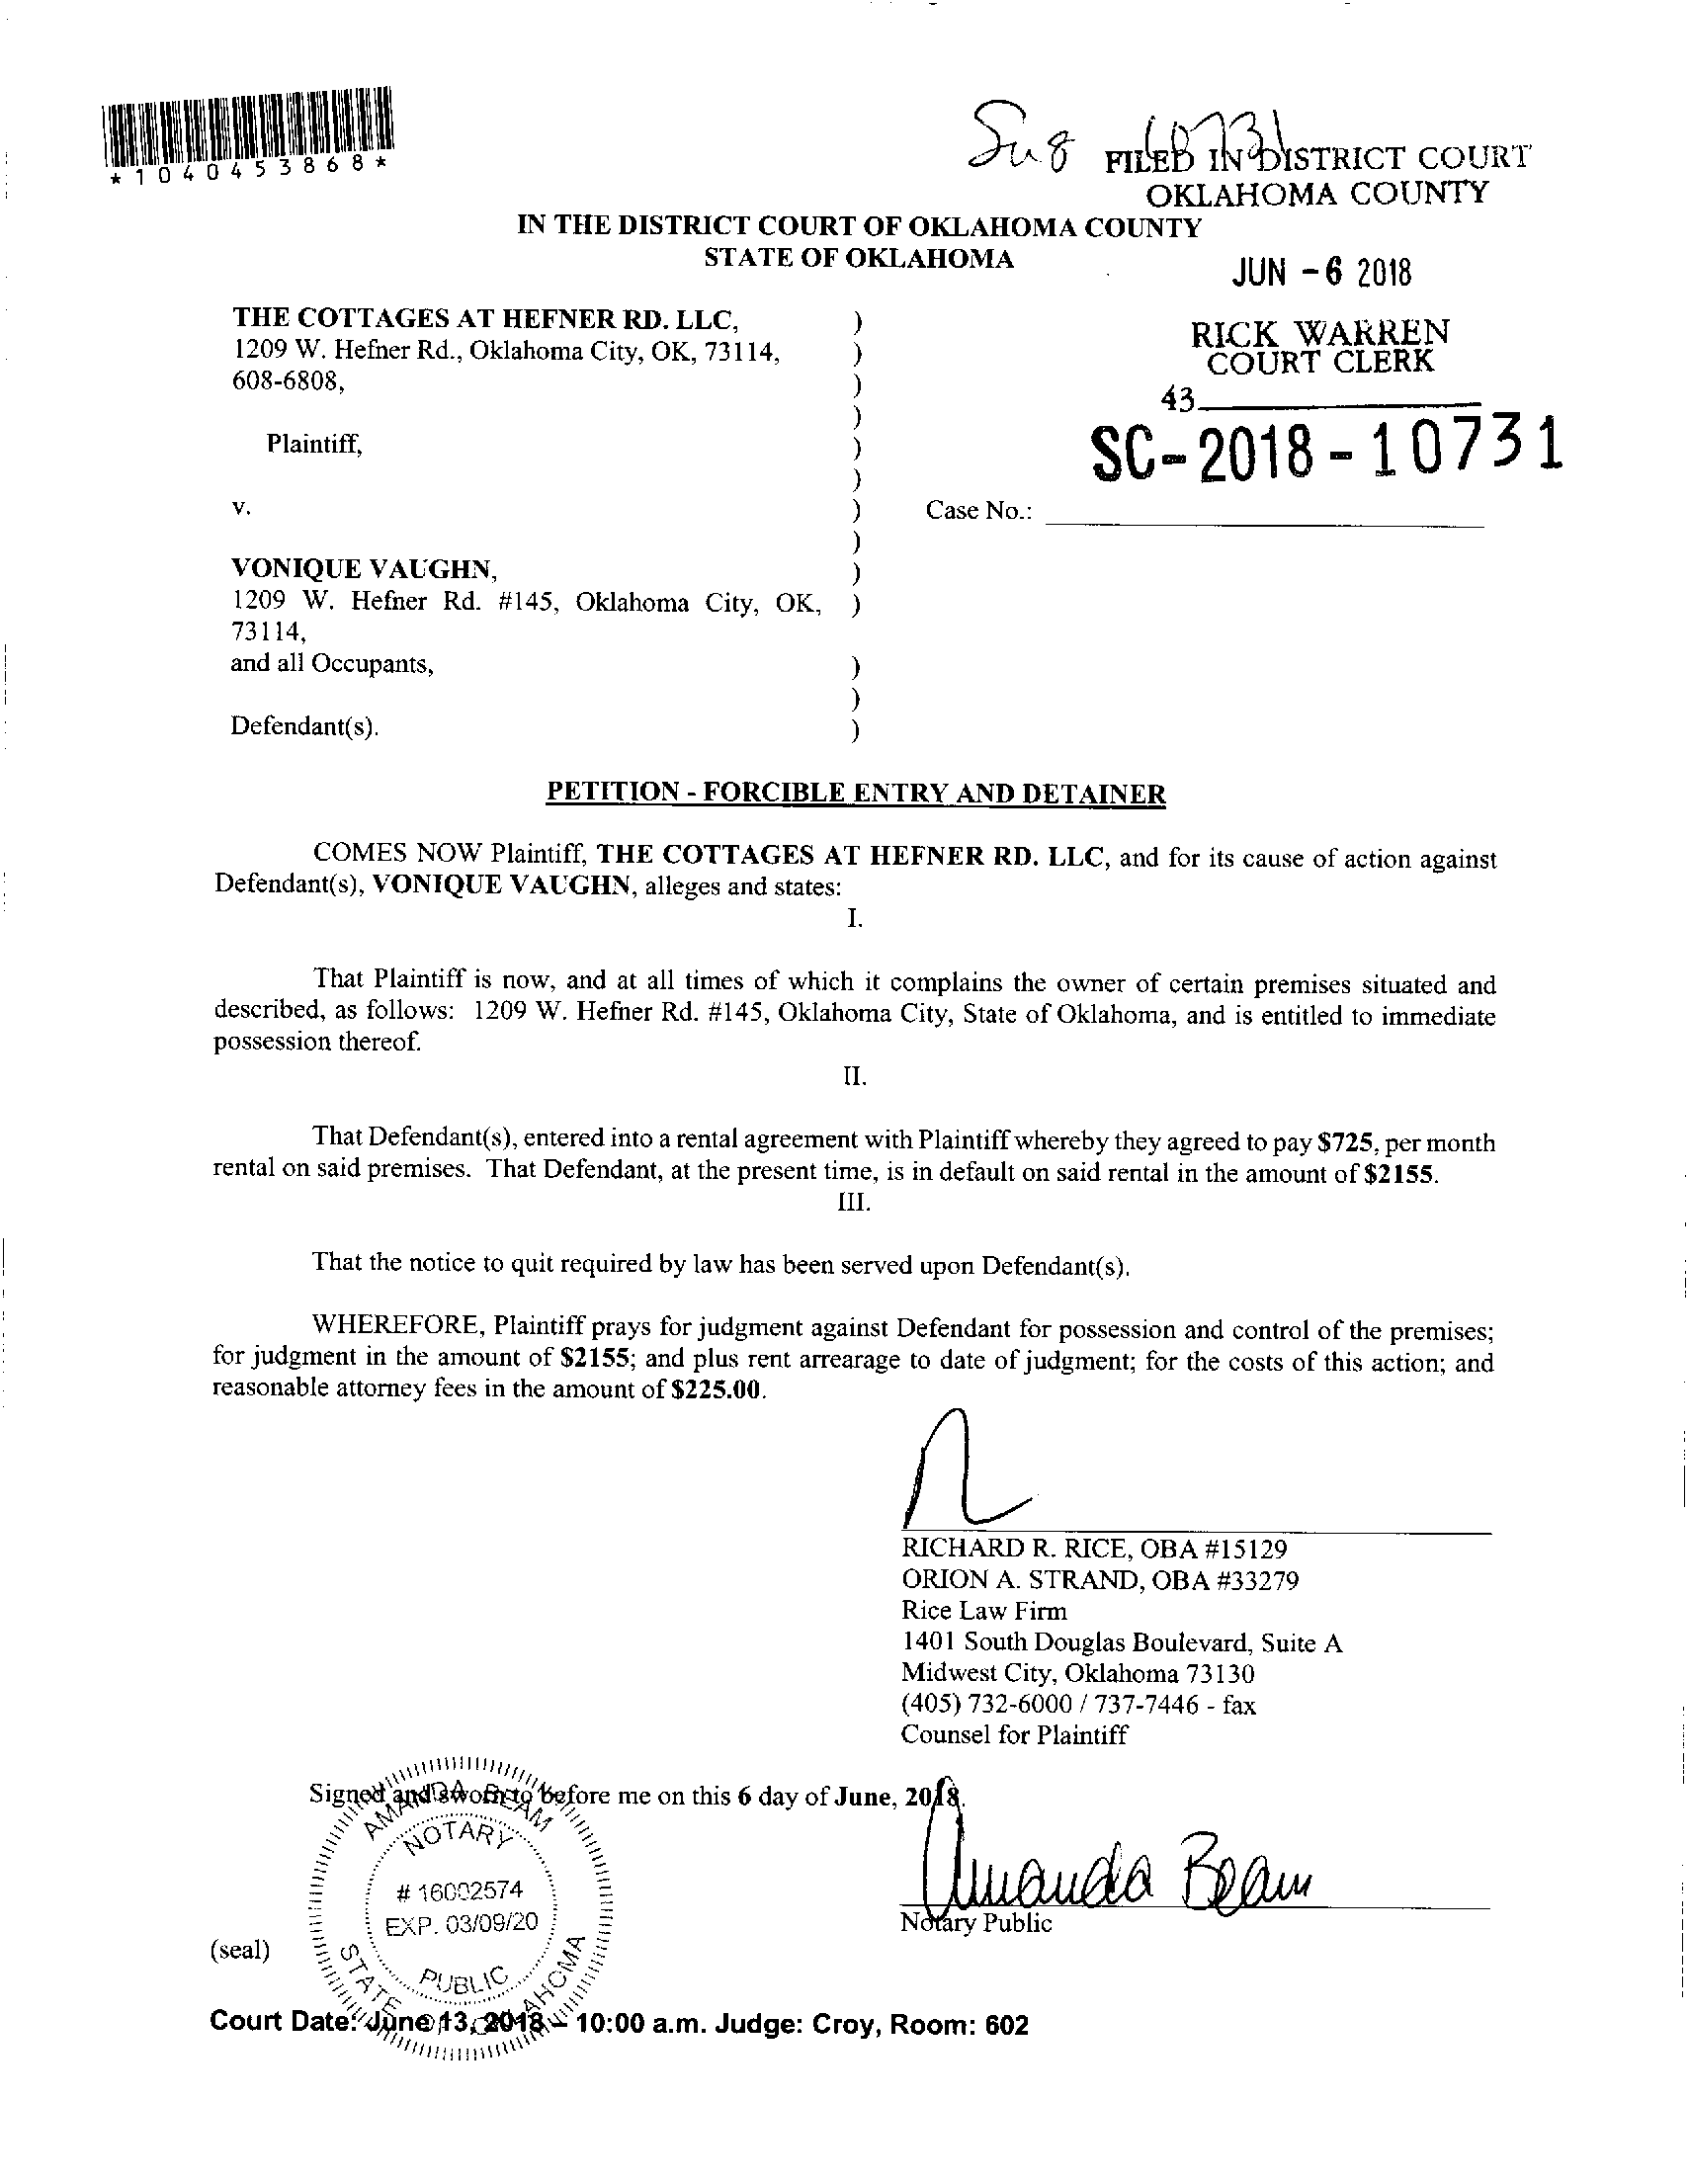 *1040453868*
FILED IN DISTRICT COURT
OKLAHOMA COUNTY
IN THE DISTRICT COURT OF OKLAHOMA COUNTY
STATE OF OKLAHOMA
JUN -6 2018
THE COTTAGES AT HEFNER RD. LLC, )
1209 W. Hefner Rd., Oklahoma City, OK, 73114, )
608-6808, )
)
RICK WARREN
COURT CLERK
43
SC-2018-10731
Plaintiff, )
)
v. ) Case No.:
)
VONIQUE VAUGHN, )
1209 W. Hefner Rd. #145, Oklahoma City, OK, )
73114,
and all Occupants, )
)
Defendant(s). )
PETITION - FORCIBLE ENTRY AND DETAINER
COMES NOW Plaintiff, THE COTTAGES AT HEFNER RD. LLC, and for its cause of action against
Defendant(s), VONIQUE VAUGHN, alleges and states:
I.
That Plaintiff is now, and at all times of which it complains the owner of certain premises situated and
described, as follows: 1209 W. Hefner Rd. #145, Oklahoma City, State of Oklahoma, and is entitled to immediate
possession thereof.
II.
That Defendant(s), entered into a rental agreement with Plaintiff whereby they agreed to pay $725, per month
rental on said premises. That Defendant, at the present time, is in default on said rental in the amount of $2155.
III.
That the notice to quit required by law has been served upon Defendant(s).
WHEREFORE, Plaintiff prays for judgment against Defendant for possession and control of the premises;
for judgment in the amount of $2155; and plus rent arrearage to date of judgment; for the costs of this action; and
reasonable attorney fees in the amount of $225.00.
RICHARD R. RICE, OBA #15129
ORION A. STRAND, OBA #33279
Rice Law Firm
1401 South Douglas Boulevard, Suite A
Midwest City, Oklahoma 73130
(405) 732-6000 / 737-7446 - fax
Counsel for Plaintiff
Signed and sworn to before me on this 6 day of June, 2018.
AMANDA BEAM
NOTARY
# 16002574
EXP. 03/09/20
PUBLIC
STATE OF OKLAHOMA
Amanda Beam
Notary Public
(seal)
Court Date: June 13, 2018 – 10:00 a.m. Judge: Croy, Room: 602